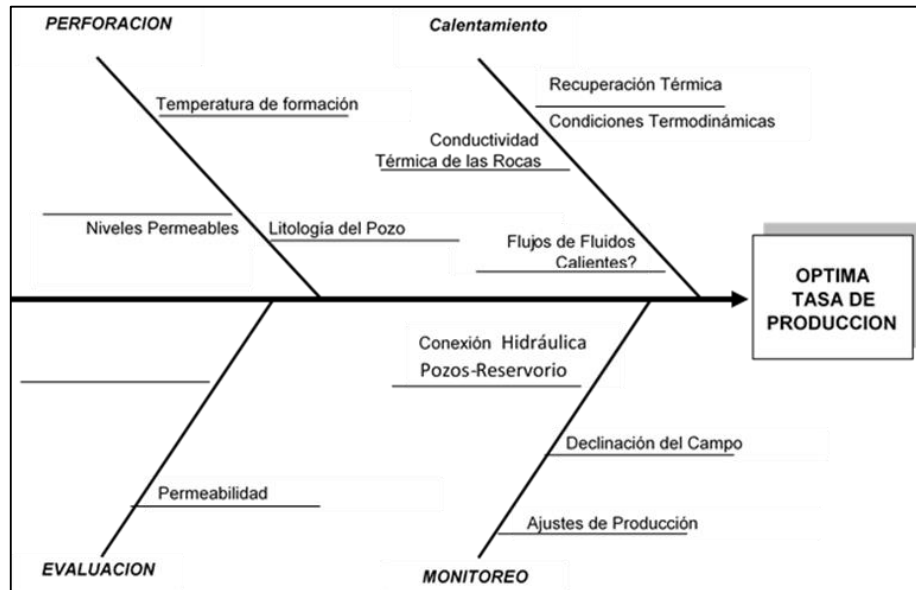 PERFORACION
Calentamiento
Temperatura de formación
Recuperación Térmica
Condiciones Termodinámicas
Conductividad
Térmica de las Rocas
Niveles Permeables
Litología del Pozo
Flujos de Fluidos
Calientes?
OPTIMA
TASA DE
PRODUCCION
Conexión Hidráulica
Pozos-Reservorio
Declinación del Campo
Permeabilidad
Ajustes de Producción
EVALUACION
MONITOREO